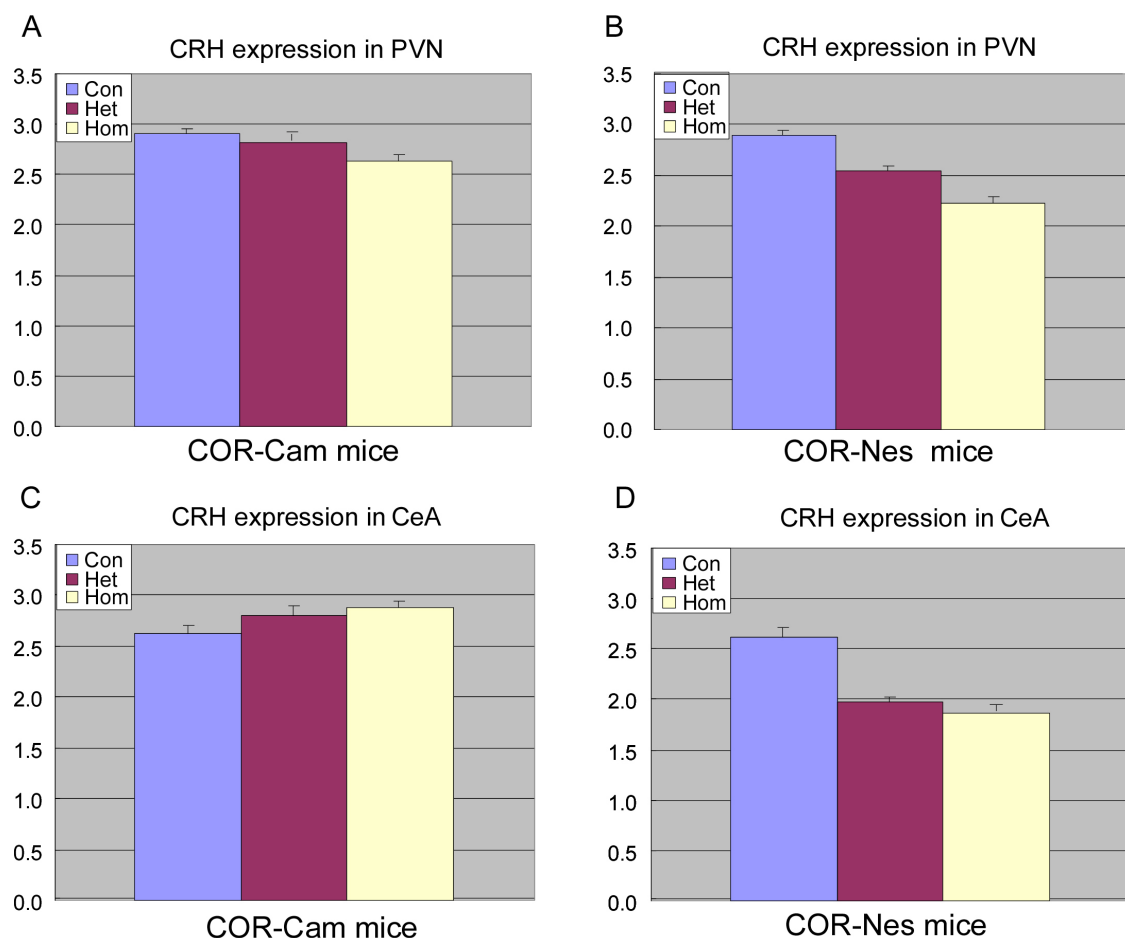 A
CRH expression in PVN
3.5
3.0
2.5
2.0
1.5
1.0
0.5
0.0
Con
Het
Hom
COR-Cam mice
B
CRH expression in PVN
3.5
3.0
2.5
2.0
1.5
1.0
0.5
0.0
Con
Het
Hom
COR-Nes mice
C
CRH expression in CeA
3.5
3.0
2.5
2.0
1.5
1.0
0.5
0.0
Con
Het
Hom
COR-Cam mice
D
CRH expression in CeA
3.5
3.0
2.5
2.0
1.5
1.0
0.5
0.0
Con
Het
Hom
COR-Nes mice